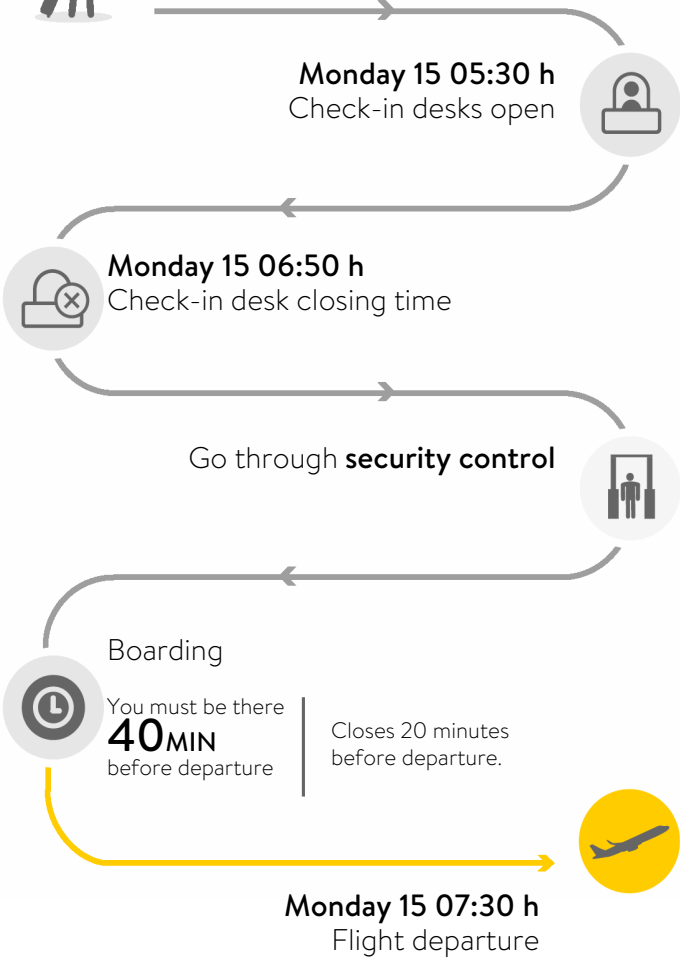 Monday 15 05:30 h
Check-in desks open
Monday 15 06:50 h
Check-in desk closing time
Go through security control
Boarding
You must be there
40MIN
before departure
Closes 20 minutes
before departure.
Monday 15 07:30 h
Flight departure